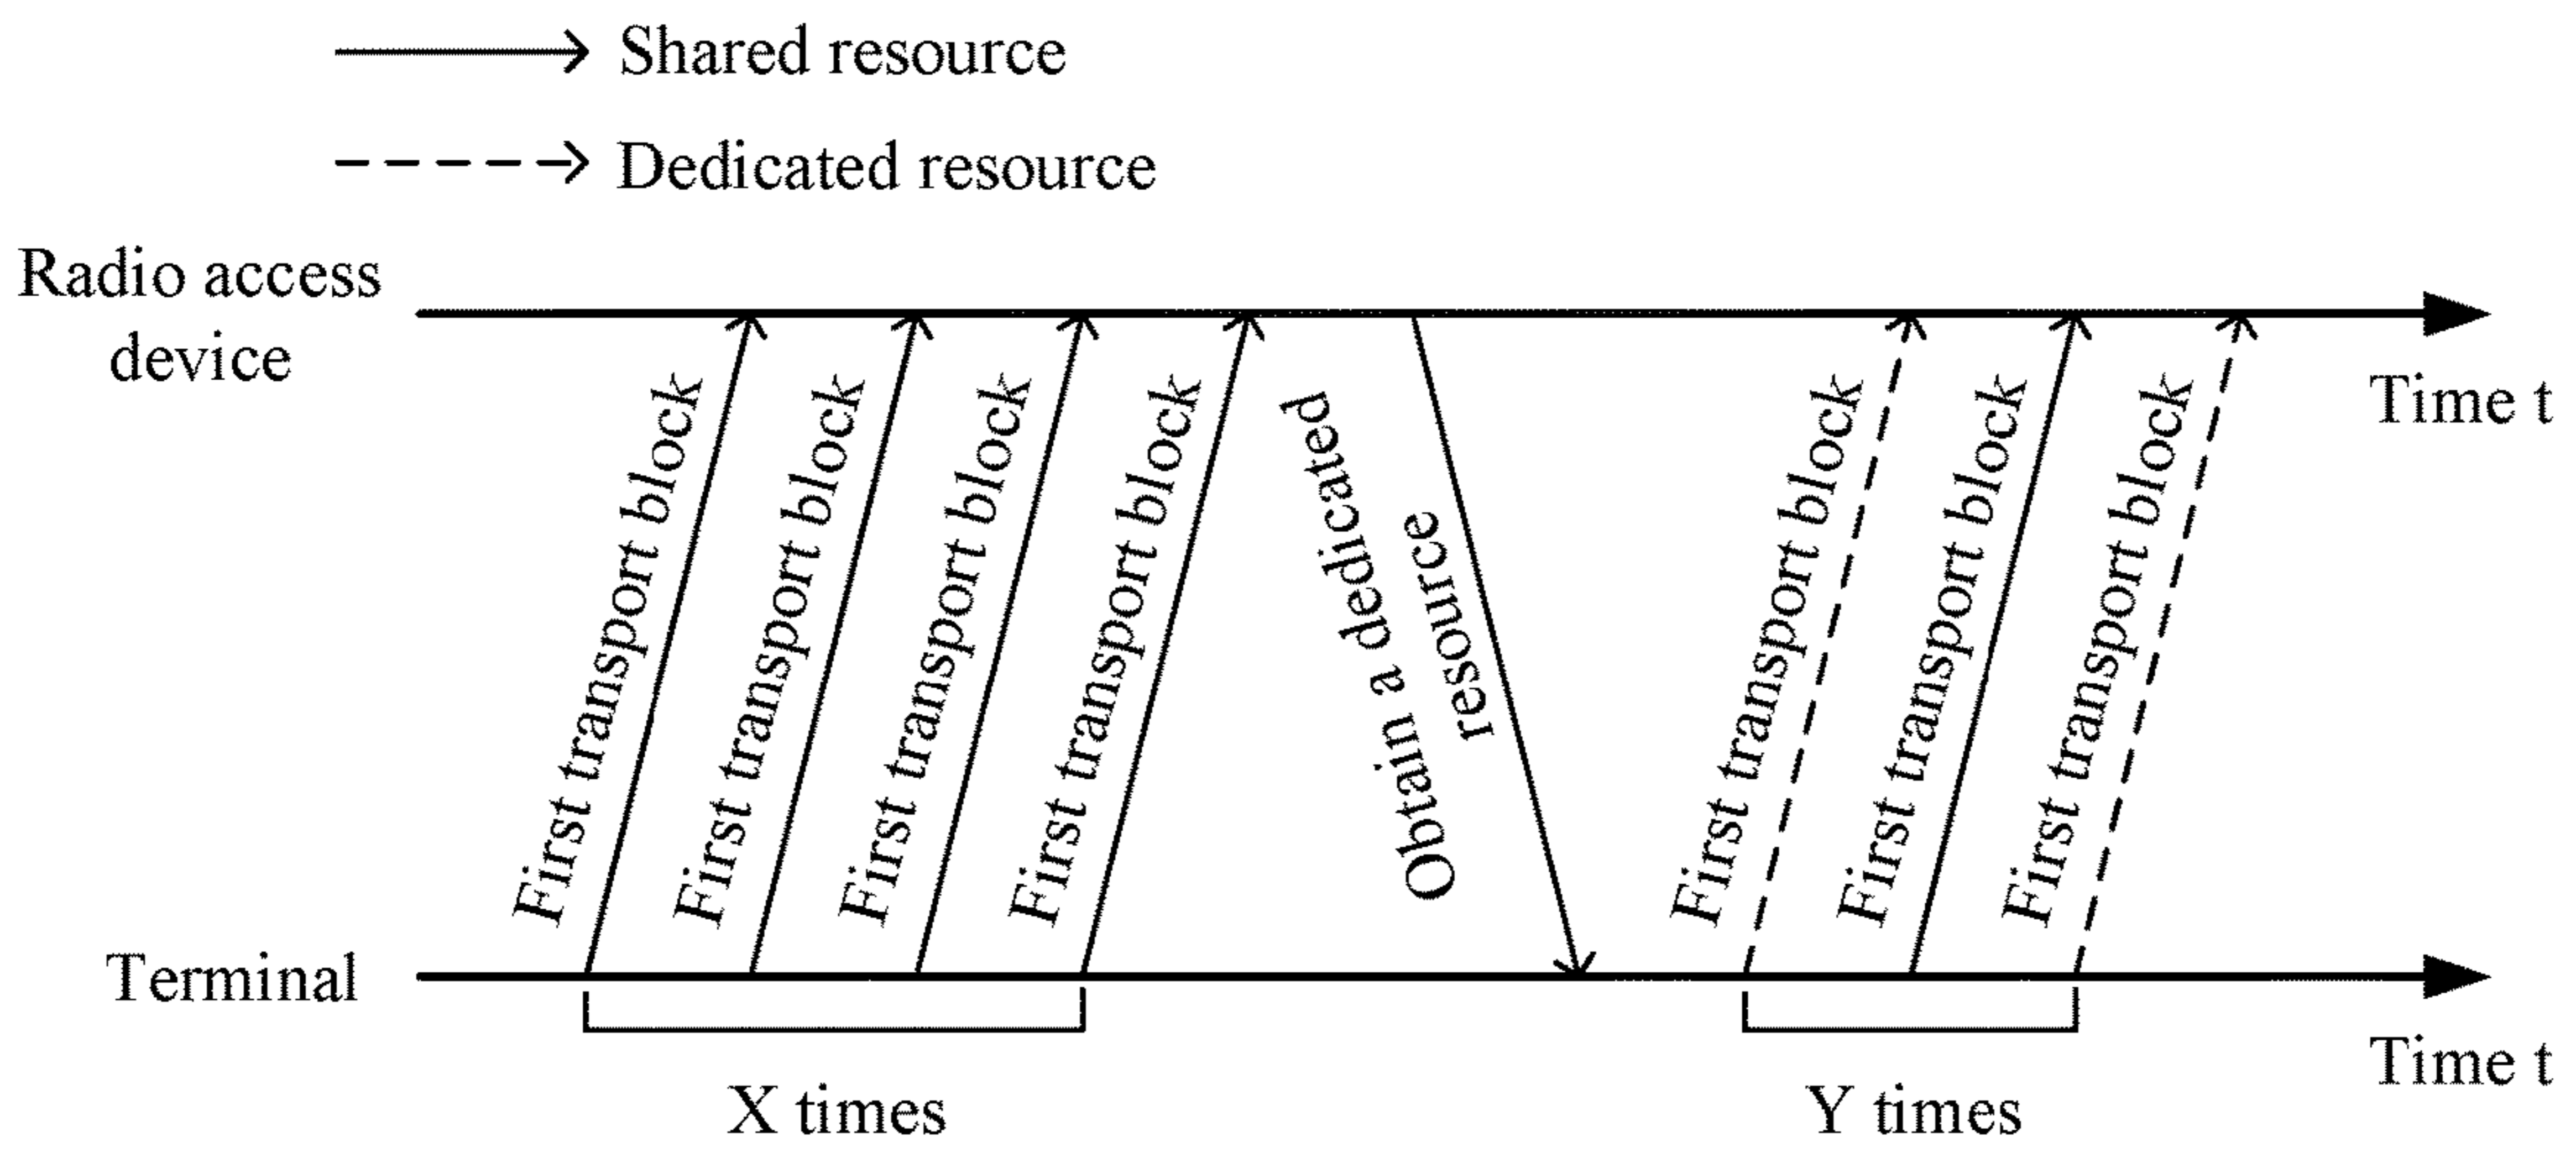 Shared resource
Dedicated resource
Radio access
device
Time t
First transport block
First transport block
First transport block
First transport block
Obtain a dedicated
resource
First transport block
First transport block
First transport block
Terminal
Time t
X times
Y times